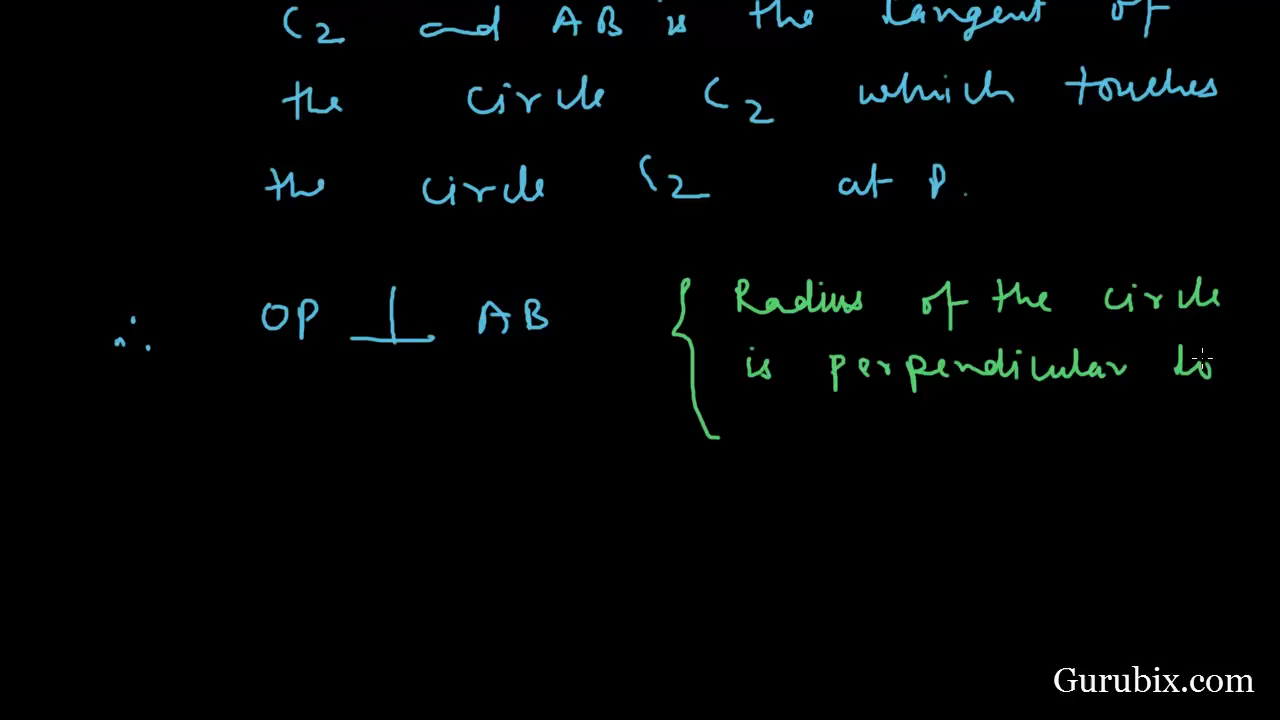 C2 and AB is the tangent of
the circle C2 which touches
the circle C2 at P.
∴ OP ⊥ AB { Radius of the circle
is perpendicular to
Gurubix.com